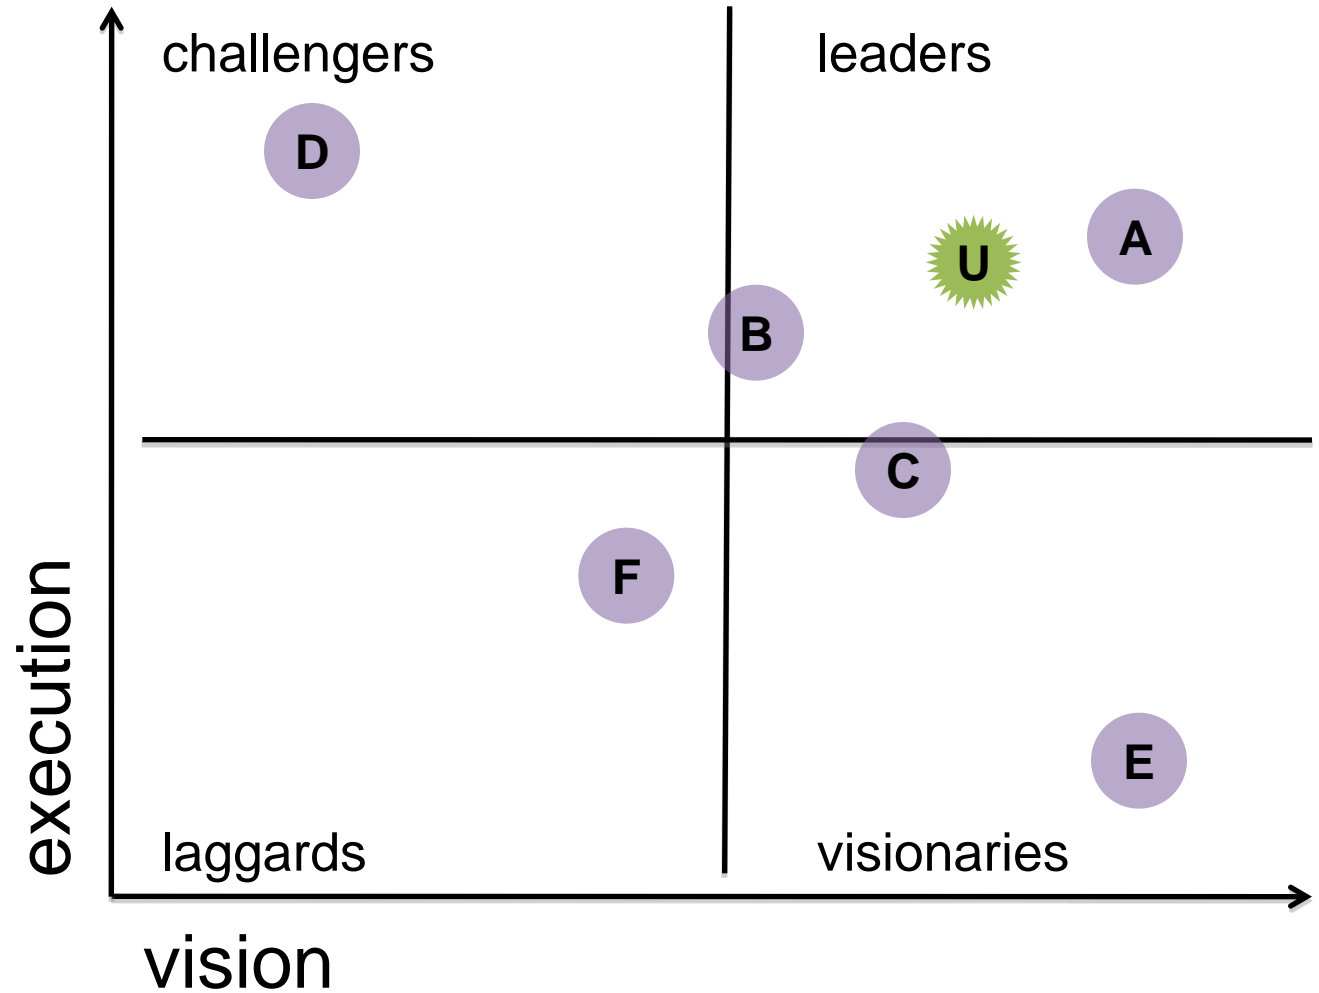 challengers
leaders
D
A
U
B
C
F
E
laggards
visionaries
execution
vision